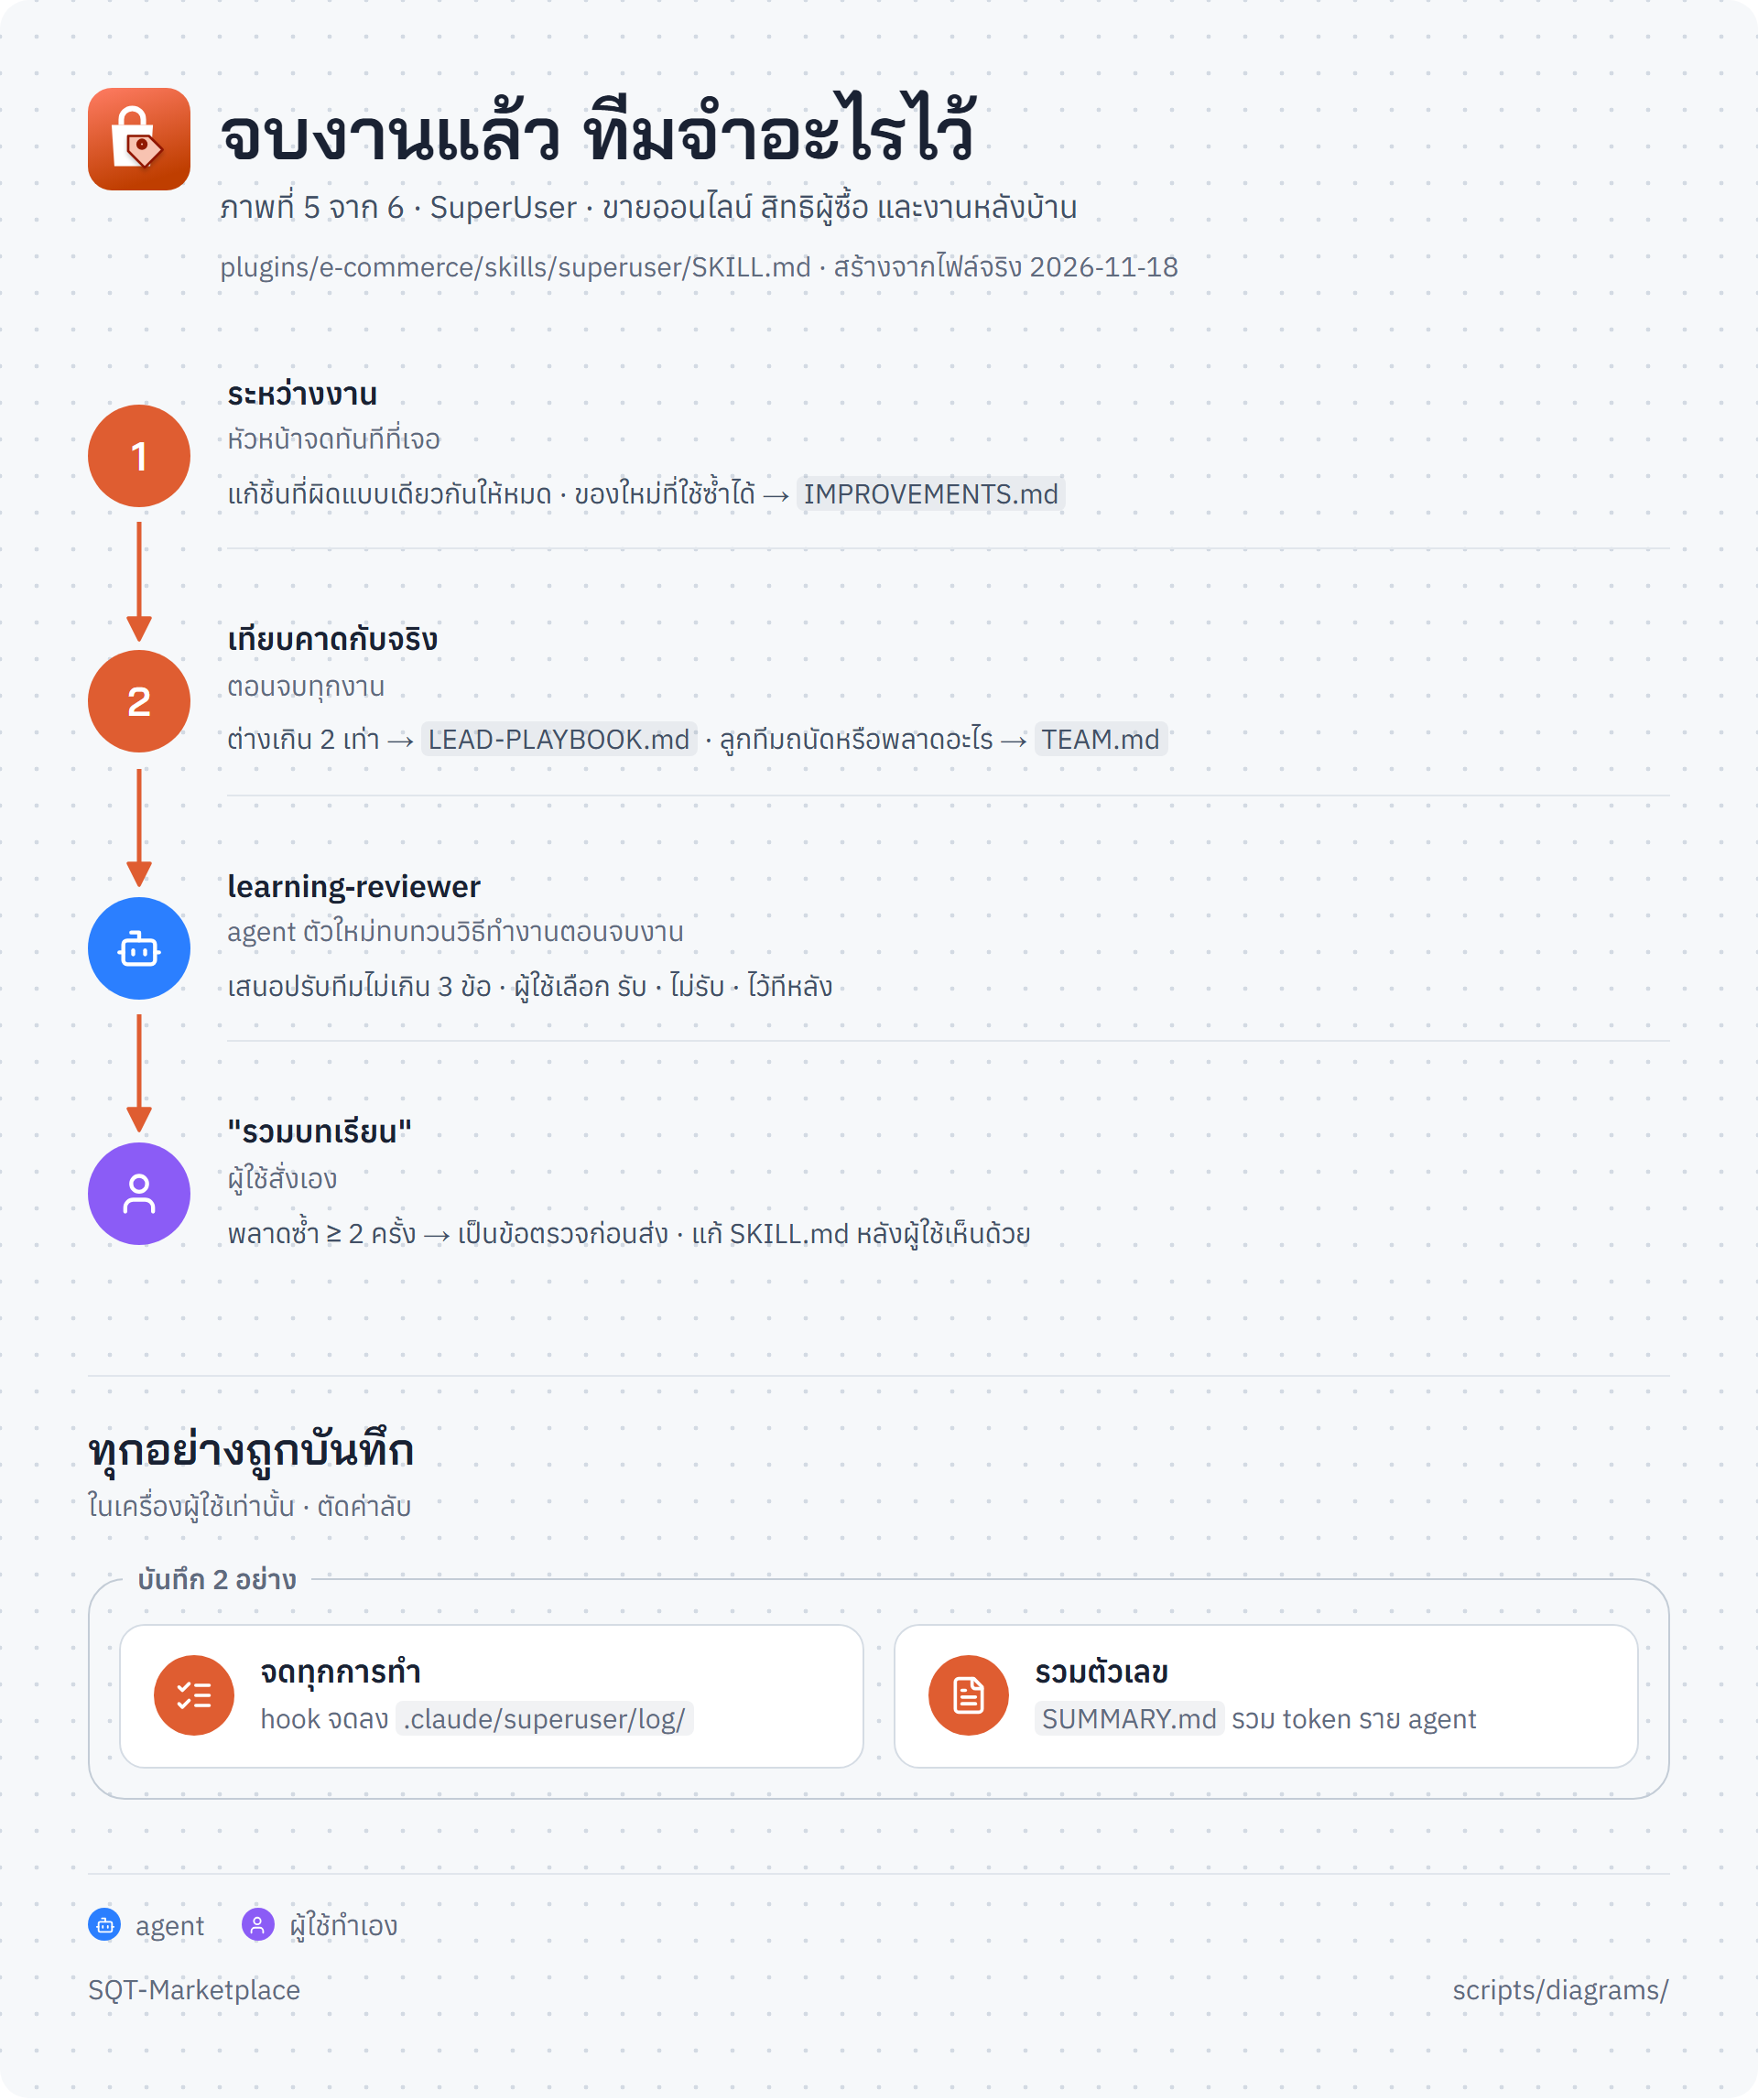 จบงานแล้ว ทีมจำอะไรไว้
ภาพที่ 5 จาก 6 · SuperUser · ขายออนไลน์ สิทธิผู้ซื้อ และงานหลังบ้าน
plugins/e-commerce/skills/superuser/SKILL.md · สร้างจากไฟล์จริง 2026-11-18
1
ระหว่างงาน
หัวหน้าจดทันทีที่เจอ
แก้ชิ้นที่ผิดแบบเดียวกันให้หมด · ของใหม่ที่ใช้ซ้ำได้ → IMPROVEMENTS.md
2
เทียบคาดกับจริง
ตอนจบทุกงาน
ต่างเกิน 2 เท่า → LEAD-PLAYBOOK.md · ลูกทีมถนัดหรือพลาดอะไร → TEAM.md
learning-reviewer
agent ตัวใหม่ทบทวนวิธีทำงานตอนจบงาน
เสนอปรับทีมไม่เกิน 3 ข้อ · ผู้ใช้เลือก รับ · ไม่รับ · ไว้ทีหลัง
"รวมบทเรียน"
ผู้ใช้สั่งเอง
พลาดซ้ำ ≥ 2 ครั้ง → เป็นข้อตรวจก่อนส่ง · แก้ SKILL.md หลังผู้ใช้เห็นด้วย
ทุกอย่างถูกบันทึก
ในเครื่องผู้ใช้เท่านั้น · ตัดค่าลับ
บันทึก 2 อย่าง
จดทุกการทำ
hook จดลง .claude/superuser/log/
รวมตัวเลข
SUMMARY.md รวม token ราย agent
agent ผู้ใช้ทำเอง
SQT-Marketplace scripts/diagrams/